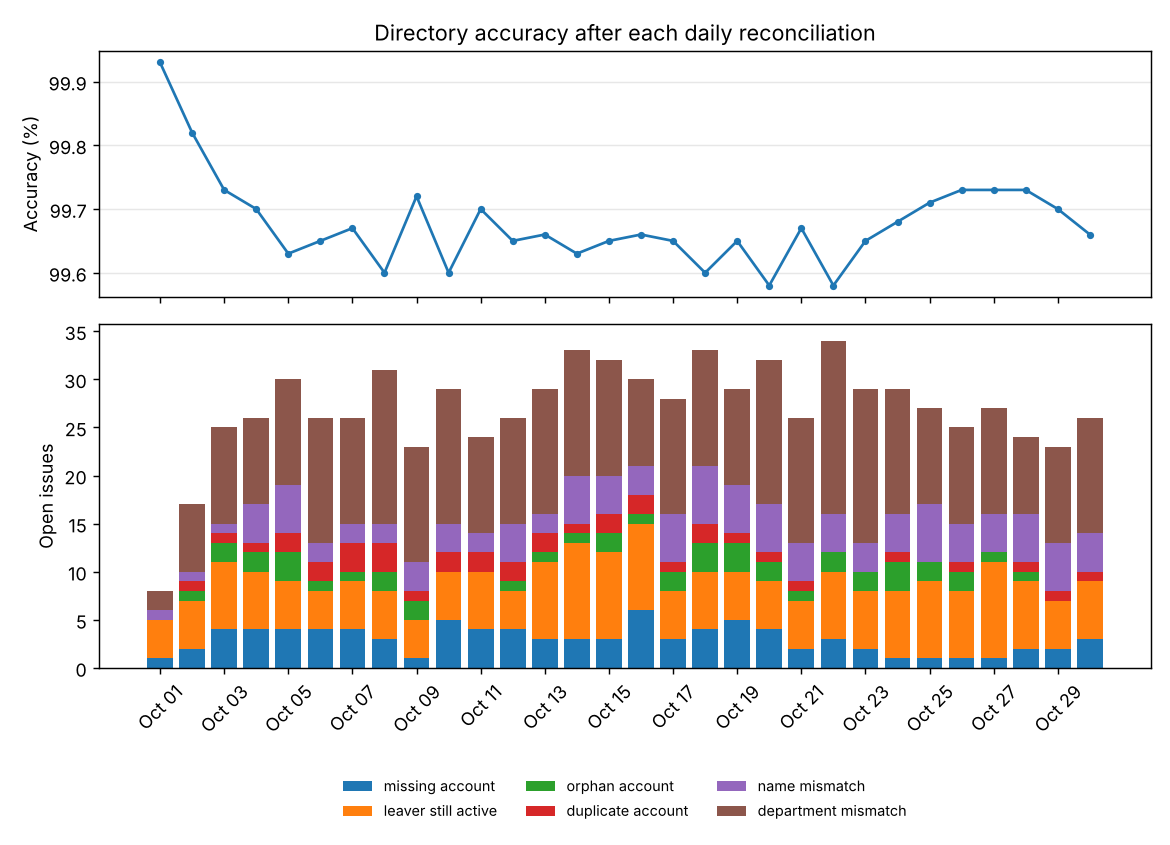 Directory accuracy after each daily reconciliation
Accuracy (%)
99.9
99.8
99.7
99.6
Open issues
35
30
25
20
15
10
5
0
Oct 01
Oct 03
Oct 05
Oct 07
Oct 09
Oct 11
Oct 13
Oct 15
Oct 17
Oct 19
Oct 21
Oct 23
Oct 25
Oct 27
Oct 29
missing account
leaver still active
orphan account
duplicate account
name mismatch
department mismatch